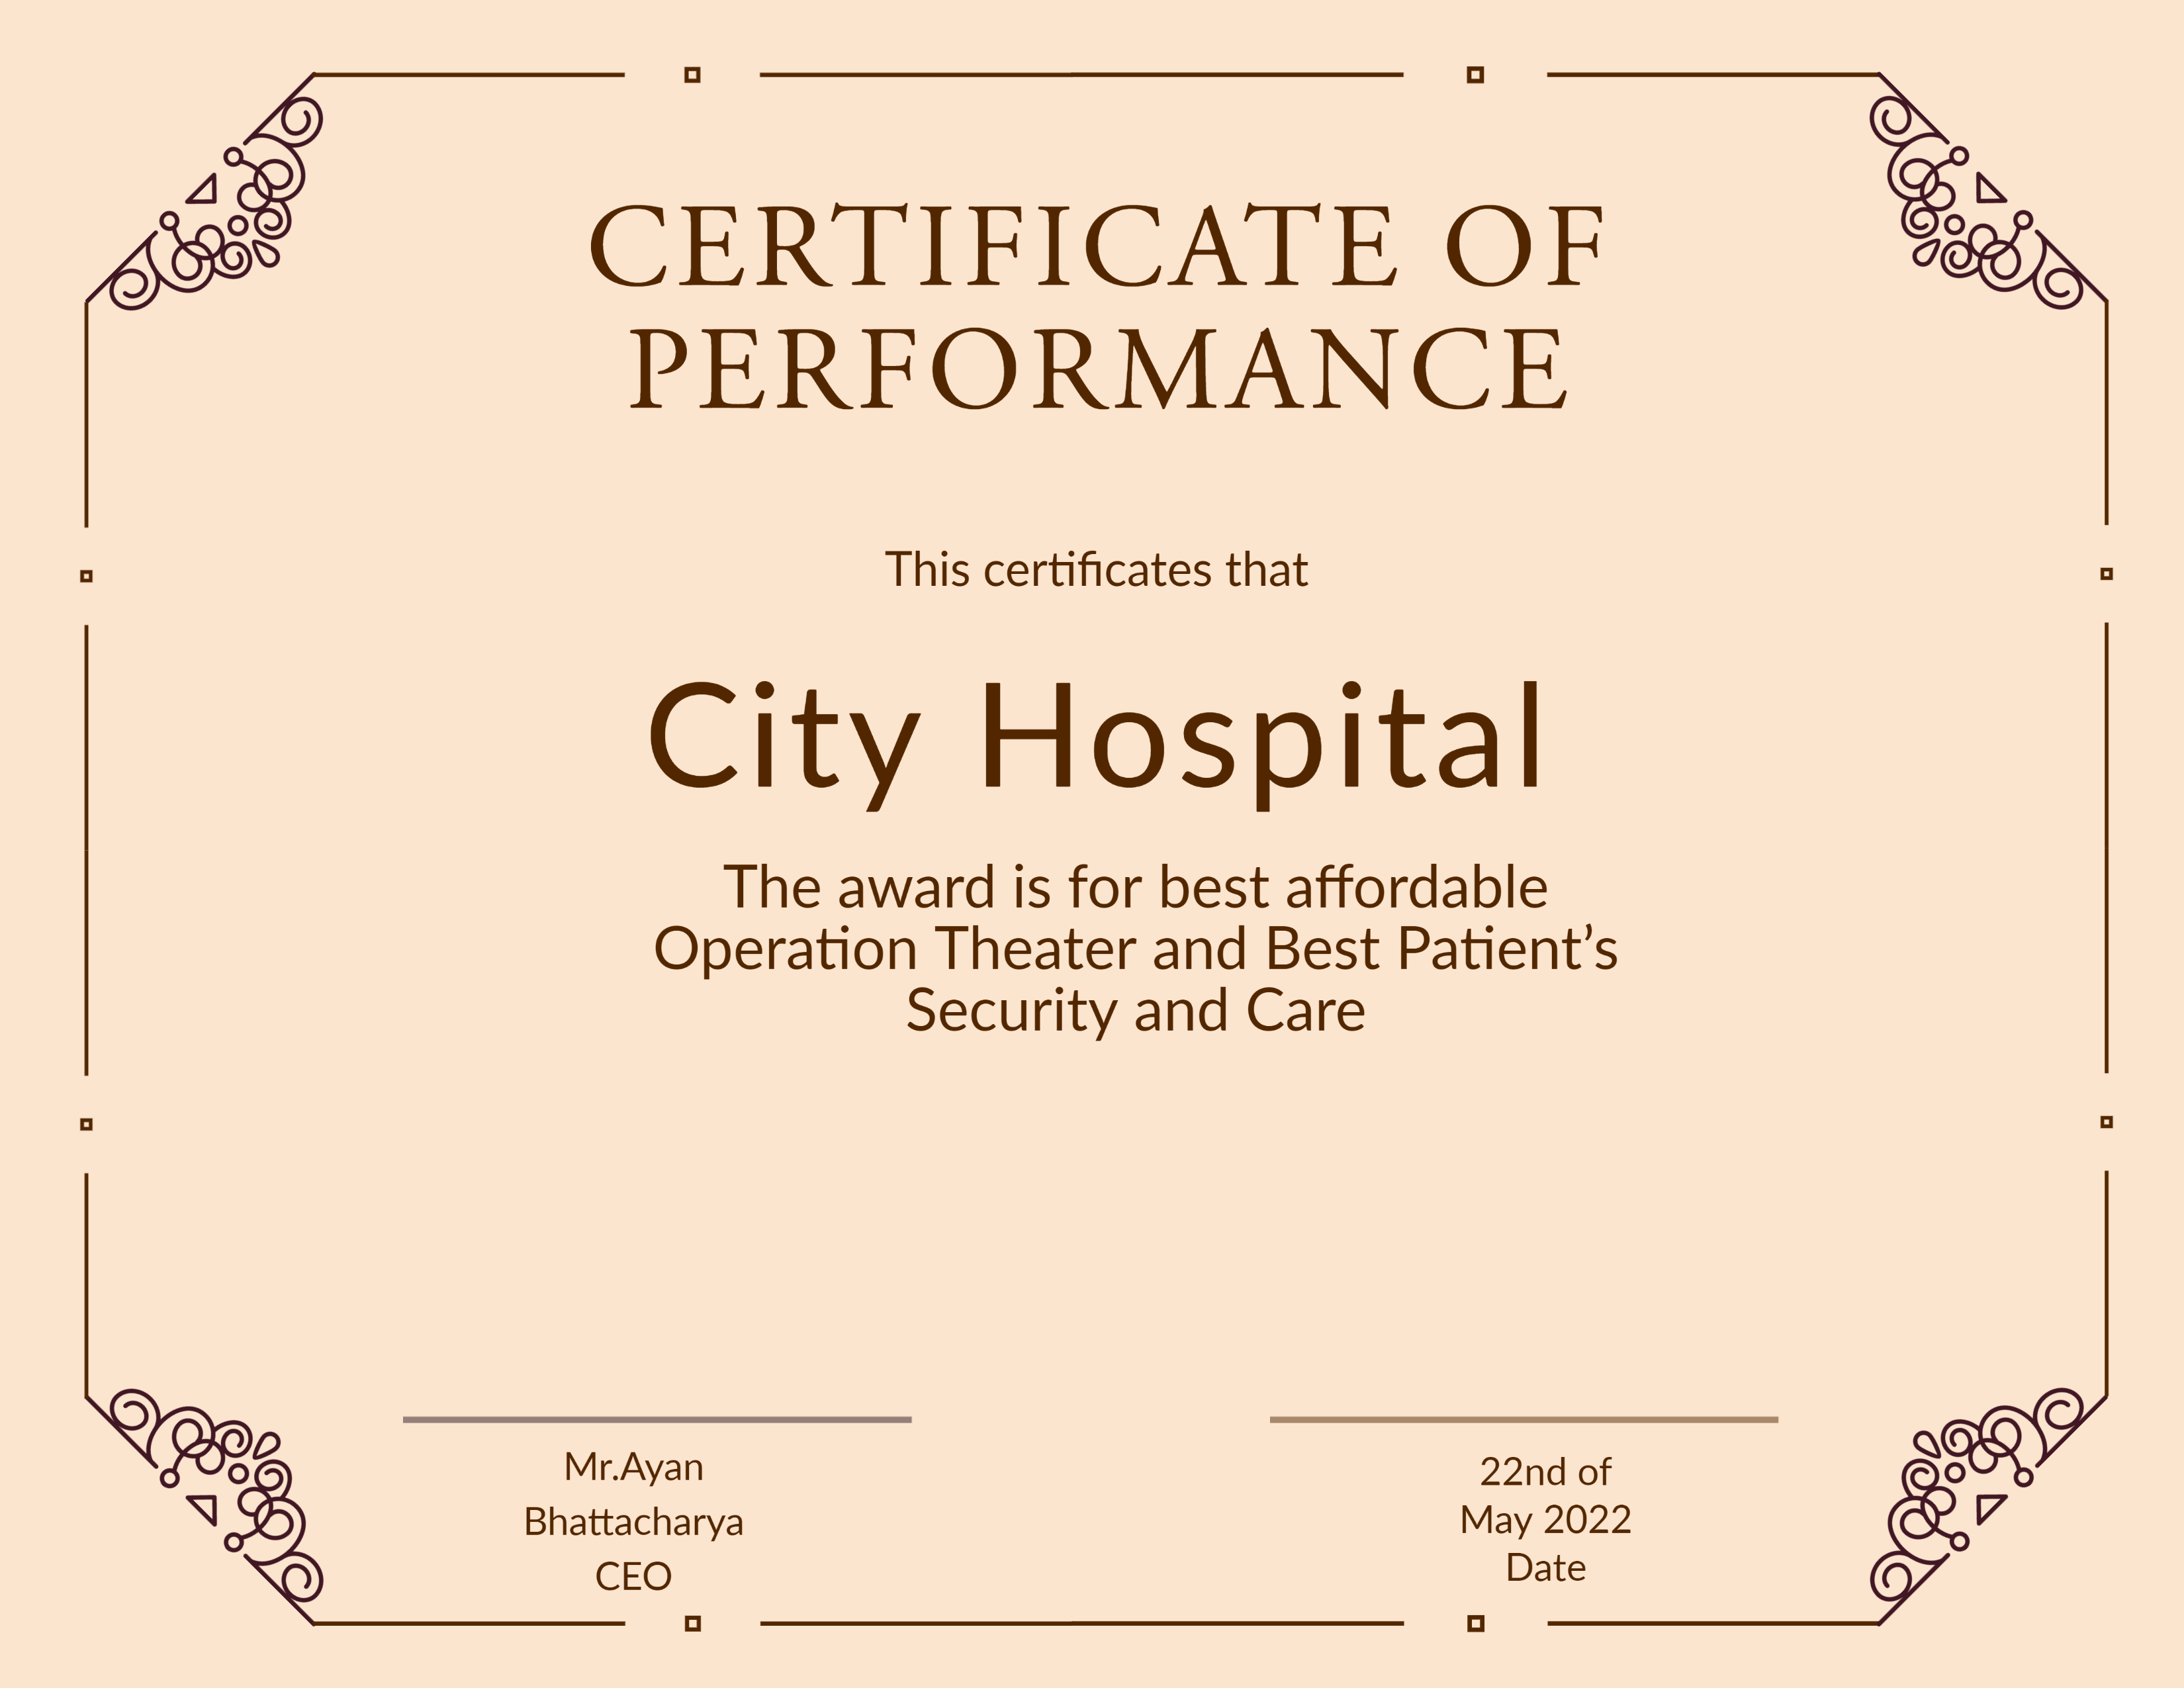 CERTIFICATE OF
PERFORMANCE
This certificates that
City Hospital
The award is for best affordable
Operation Theater and Best Patient’s
Security and Care
Mr.Ayan
Bhattacharya
CEO
22nd of
May 2022
Date